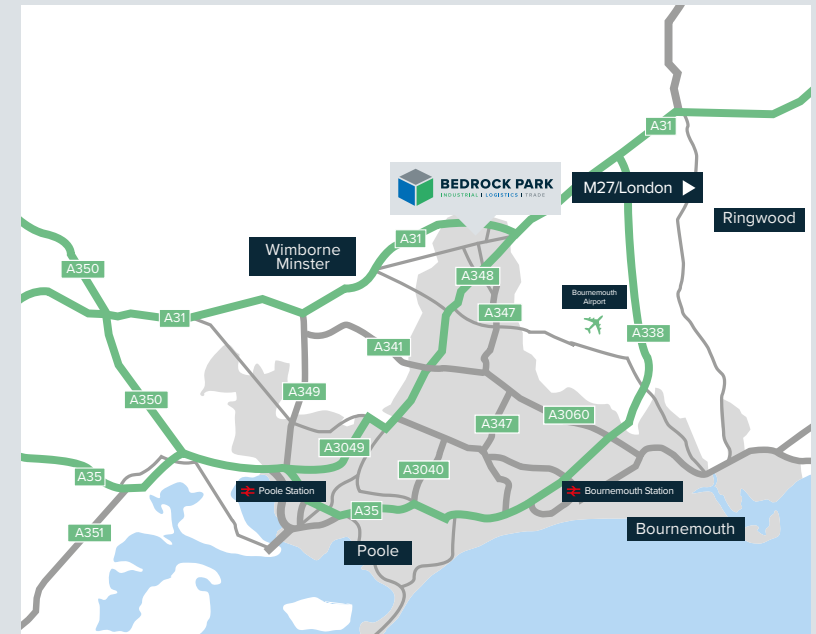 A31
BEDROCK PARK
INDUSTRIAL | LOGISTICS | TRADE
M27/London
Ringwood
A31
Wimborne
Minster
A350
A348
Bournemouth
Airport
A31
A347
A338
A341
A349
A350
A3060
A347
A3049
A3040
A35
Poole Station
Bournemouth Station
A35
A351
Bournemouth
Poole